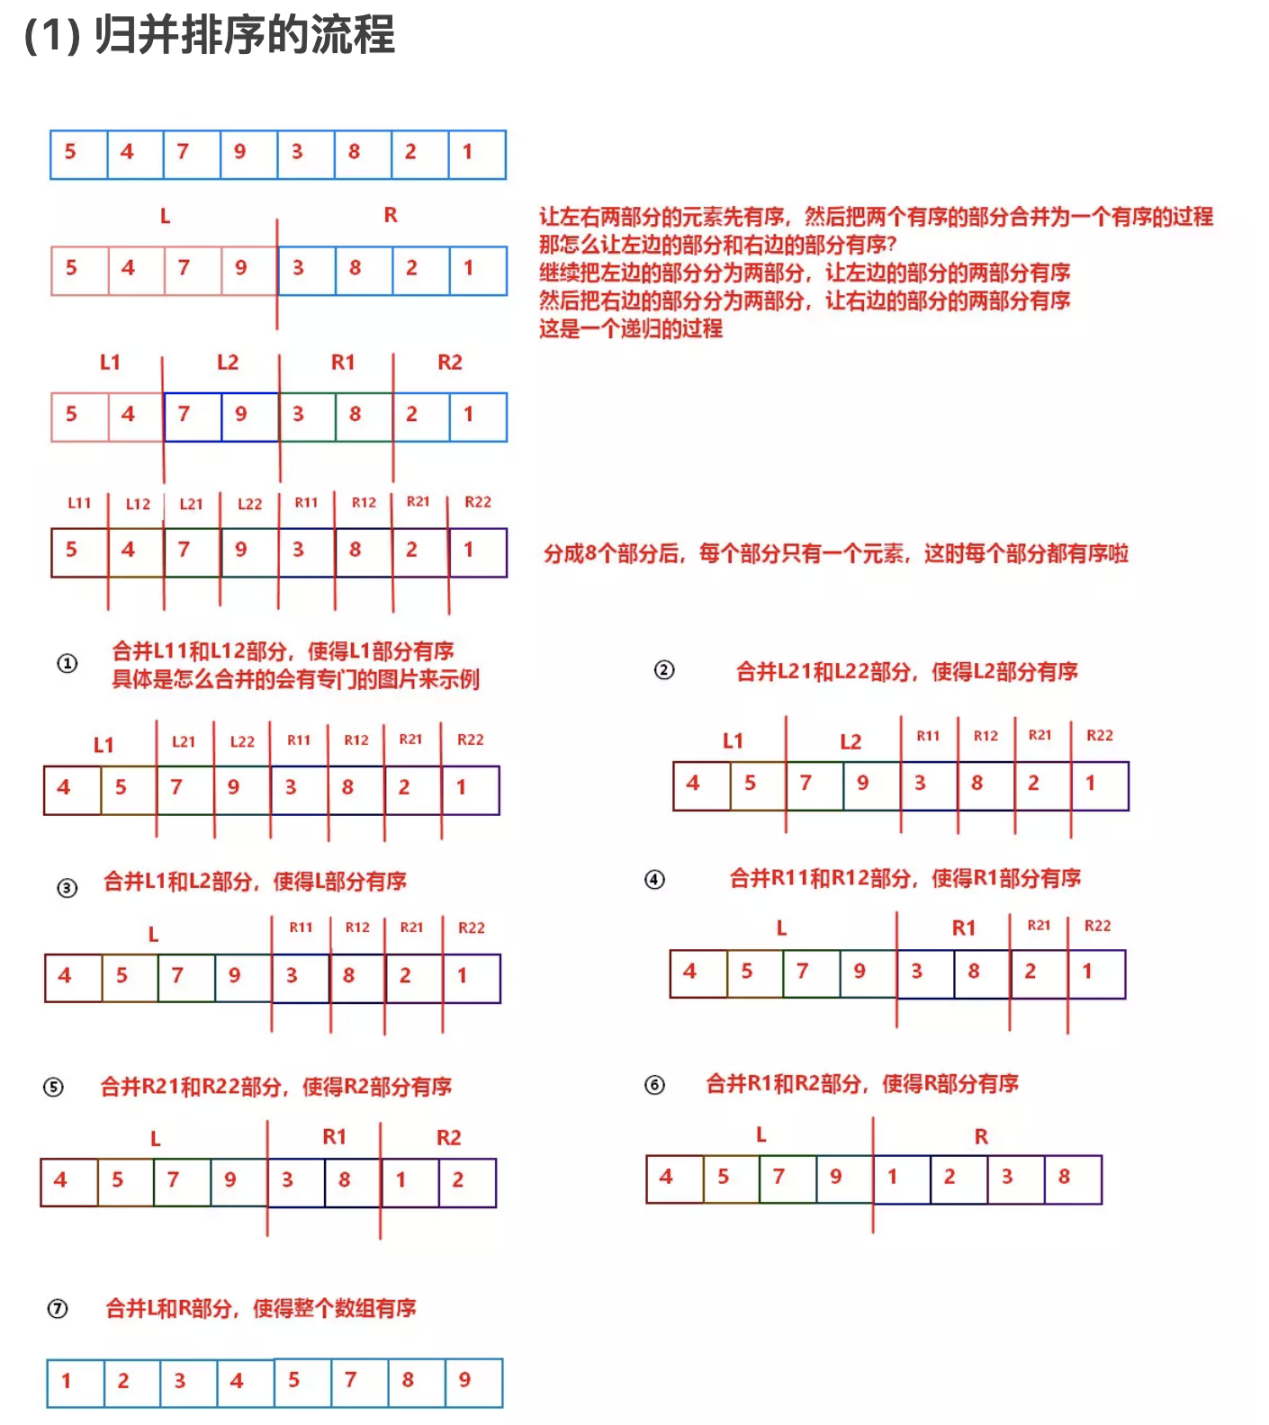 (1) 归并排序的流程
5 4 7 9 3 8 2 1
L R
5 4 7 9 3 8 2 1
让左右两部分的元素先有序，然后把两个有序的部分合并为一个有序的过程
那怎么让左边的部分和右边的部分有序?
继续把左边的部分分为两部分，让左边的部分的两部分有序
然后把右边的部分分为两部分，让右边的部分的两部分有序
这是一个递归的过程
L1 L2 R1 R2
5 4 7 9 3 8 2 1
L11 L12 L21 L22 R11 R12 R21 R22
5 4 7 9 3 8 2 1
分成8个部分后，每个部分只有一个元素，这时每个部分都有序啦
① 合并L11和L12部分，使得L1部分有序
具体是怎么合并的会有专门的图片来示例
L1 L21 L22 R11 R12 R21 R22
4 5 7 9 3 8 2 1
② 合并L21和L22部分，使得L2部分有序
L1 L2 R11 R12 R21 R22
4 5 7 9 3 8 2 1
③ 合并L1和L2部分，使得L部分有序
L R11 R12 R21 R22
4 5 7 9 3 8 2 1
④ 合并R11和R12部分，使得R1部分有序
L R1 R21 R22
4 5 7 9 3 8 2 1
⑤ 合并R21和R22部分，使得R2部分有序
L R1 R2
4 5 7 9 3 8 1 2
⑥ 合并R1和R2部分，使得R部分有序
L R
4 5 7 9 1 2 3 8
⑦ 合并L和R部分，使得整个数组有序
1 2 3 4 5 7 8 9